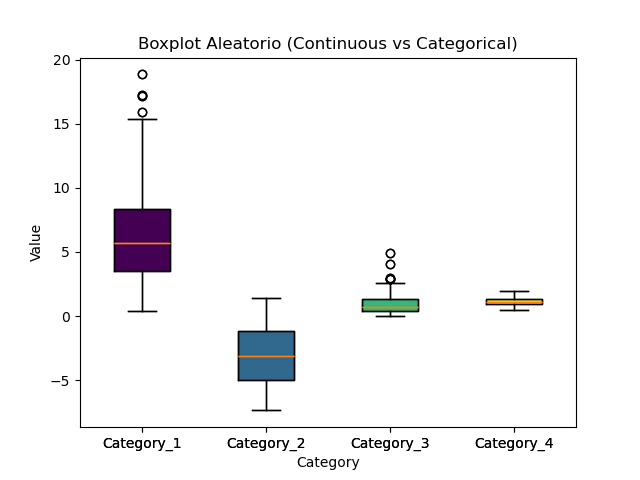 Boxplot Aleatorio (Continuous vs Categorical)
20
15
10
5
0
−5
Value
Category_1
Category_2
Category_3
Category_4
Category